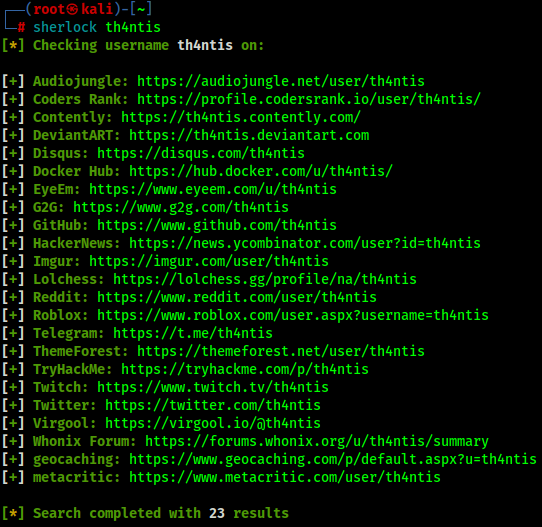 ┌──(root㉿kali)-[~]
└─# sherlock th4ntis
[*] Checking username th4ntis on:
[+] Audiojungle: https://audiojungle.net/user/th4ntis
[+] Coders Rank: https://profile.codersrank.io/user/th4ntis/
[+] Contently: https://th4ntis.contently.com/
[+] DeviantART: https://th4ntis.deviantart.com
[+] Disqus: https://disqus.com/th4ntis
[+] Docker Hub: https://hub.docker.com/u/th4ntis/
[+] EyeEm: https://www.eyeem.com/u/th4ntis
[+] G2G: https://www.g2g.com/th4ntis
[+] GitHub: https://www.github.com/th4ntis
[+] HackerNews: https://news.ycombinator.com/user?id=th4ntis
[+] Imgur: https://imgur.com/user/th4ntis
[+] Lolchess: https://lolchess.gg/profile/na/th4ntis
[+] Reddit: https://www.reddit.com/user/th4ntis
[+] Roblox: https://www.roblox.com/user.aspx?username=th4ntis
[+] Telegram: https://t.me/th4ntis
[+] ThemeForest: https://themeforest.net/user/th4ntis
[+] TryHackMe: https://tryhackme.com/p/th4ntis
[+] Twitch: https://www.twitch.tv/th4ntis
[+] Twitter: https://twitter.com/th4ntis
[+] Virgool: https://virgool.io/@th4ntis
[+] Whonix Forum: https://forums.whonix.org/u/th4ntis/summary
[+] geocaching: https://www.geocaching.com/p/default.aspx?u=th4ntis
[+] metacritic: https://www.metacritic.com/user/th4ntis
[*] Search completed with 23 results